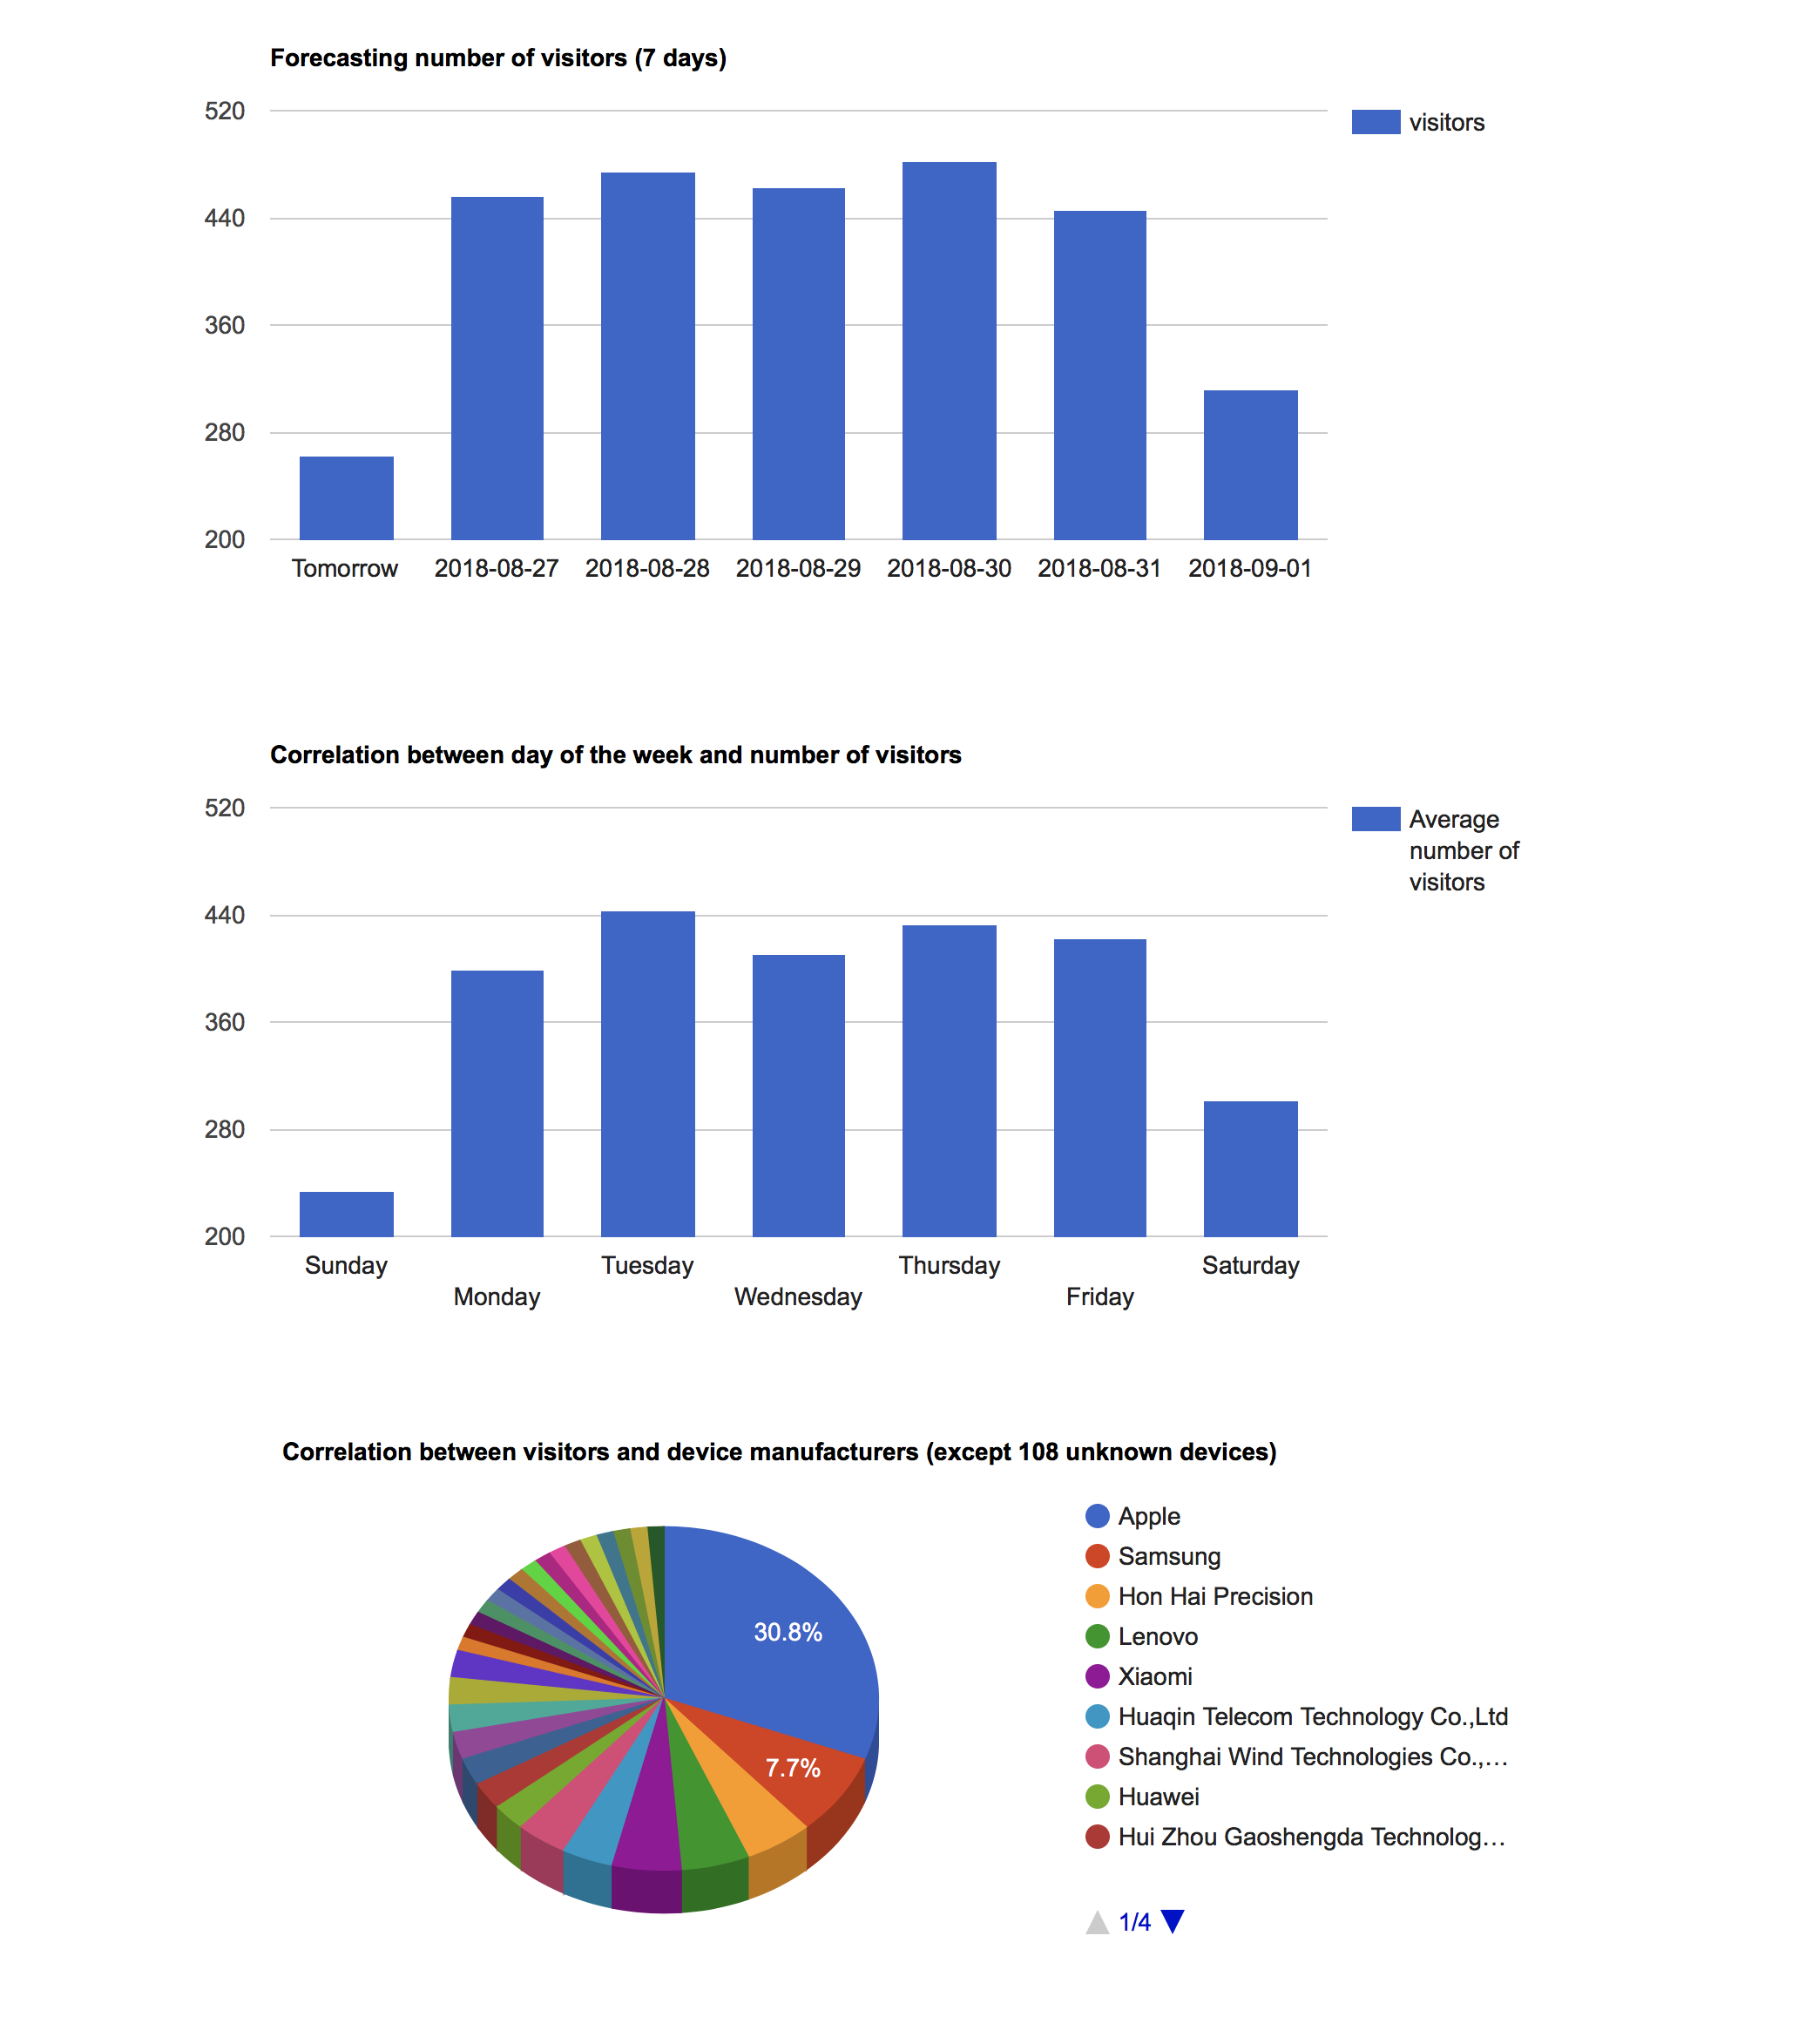 Forecasting number of visitors (7 days)
520
440
360
280
200
visitors
Tomorrow 2018-08-27 2018-08-28 2018-08-29 2018-08-30 2018-08-31 2018-09-01
Correlation between day of the week and number of visitors
520
440
360
280
200
Average
number of
visitors
Sunday Tuesday Thursday Saturday
Monday Wednesday Friday
Correlation between visitors and device manufacturers (except 108 unknown devices)
30.8%
7.7%
Apple
Samsung
Hon Hai Precision
Lenovo
Xiaomi
Huaqin Telecom Technology Co.,Ltd
Shanghai Wind Technologies Co.,...
Huawei
Hui Zhou Gaoshengda Technolog...
1/4